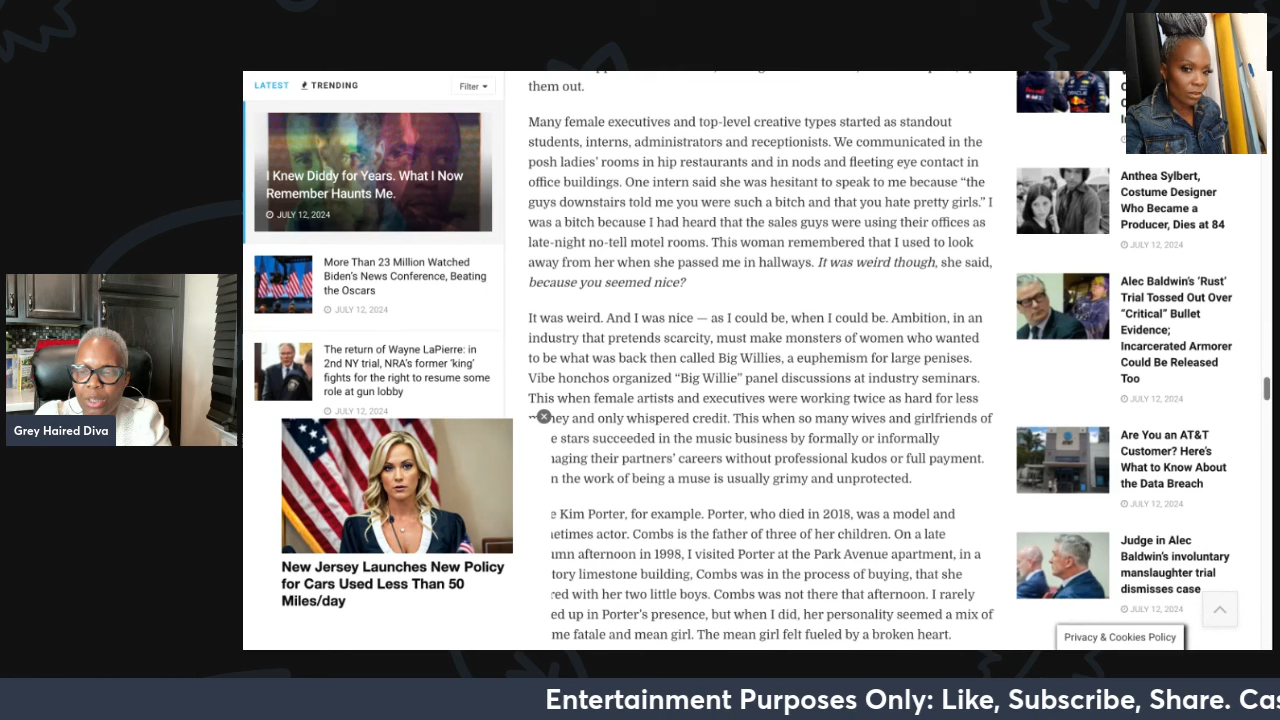 LATEST
TRENDING
Filter
I Knew Diddy for Years. What I Now
Remember Haunts Me.
JULY 12, 2024
More Than 23 Million Watched
Biden's News Conference, Beating
the Oscars
JULY 12, 2024
The return of Wayne LaPierre: in
2nd NY trial, NRA's former 'king'
fights for the right to resume some
role at gun lobby
JULY 12, 2024
New Jersey Launches New Policy
for Cars Used Less Than 50
Miles/day
them out.
Many female executives and top-level creative types started as standout
students, interns, administrators and receptionists. We communicated in the
posh ladies' rooms in hip restaurants and in nods and fleeting eye contact in
office buildings. One intern said she was hesitant to speak to me because “the
guys downstairs told me you were such a bitch and that you hate pretty girls.” I
was a bitch because I had heard that the sales guys were using their offices as
late-night no-tell motel rooms. This woman remembered that I used to look
away from her when she passed me in hallways. It was weird though, she said,
because you seemed nice?
It was weird. And I was nice — as I could be, when I could be. Ambition, in an
industry that pretends scarcity, must make monsters of women who wanted
to be what was back then called Big Willies, a euphemism for large penises.
Vibe honchos organized “Big Willie” panel discussions at industry seminars.
This when female artists and executives were working twice as hard for less
ney and only whispered credit. This when so many wives and girlfriends of
e stars succeeded in the music business by formally or informally
naging their partners' careers without professional kudos or full payment.
n the work of being a muse is usually grimy and unprotected.
e Kim Porter, for example. Porter, who died in 2018, was a model and
etimes actor. Combs is the father of three of her children. On a late
umn afternoon in 1998, I visited Porter at the Park Avenue apartment, in a
tory limestone building, Combs was in the process of buying, that she
red with her two little boys. Combs was not there that afternoon. I rarely
ed up in Porter's presence, but when I did, her personality seemed a mix of
me fatale and mean girl. The mean girl felt fueled by a broken heart.
Anthea Sylbert,
Costume Designer
Who Became a
Producer, Dies at 84
JULY 12, 2024
Alec Baldwin's 'Rust'
Trial Tossed Out Over
“Critical” Bullet
Evidence;
Incarcerated Armorer
Could Be Released
Too
JULY 12, 2024
Are You an AT&T
Customer? Here's
What to Know About
the Data Breach
JULY 12, 2024
Judge in Alec
Baldwin's involuntary
manslaughter trial
dismisses case
JULY 12, 2024
Privacy & Cookies Policy
Grey Haired Diva
Entertainment Purposes Only: Like, Subscribe, Share. Cas